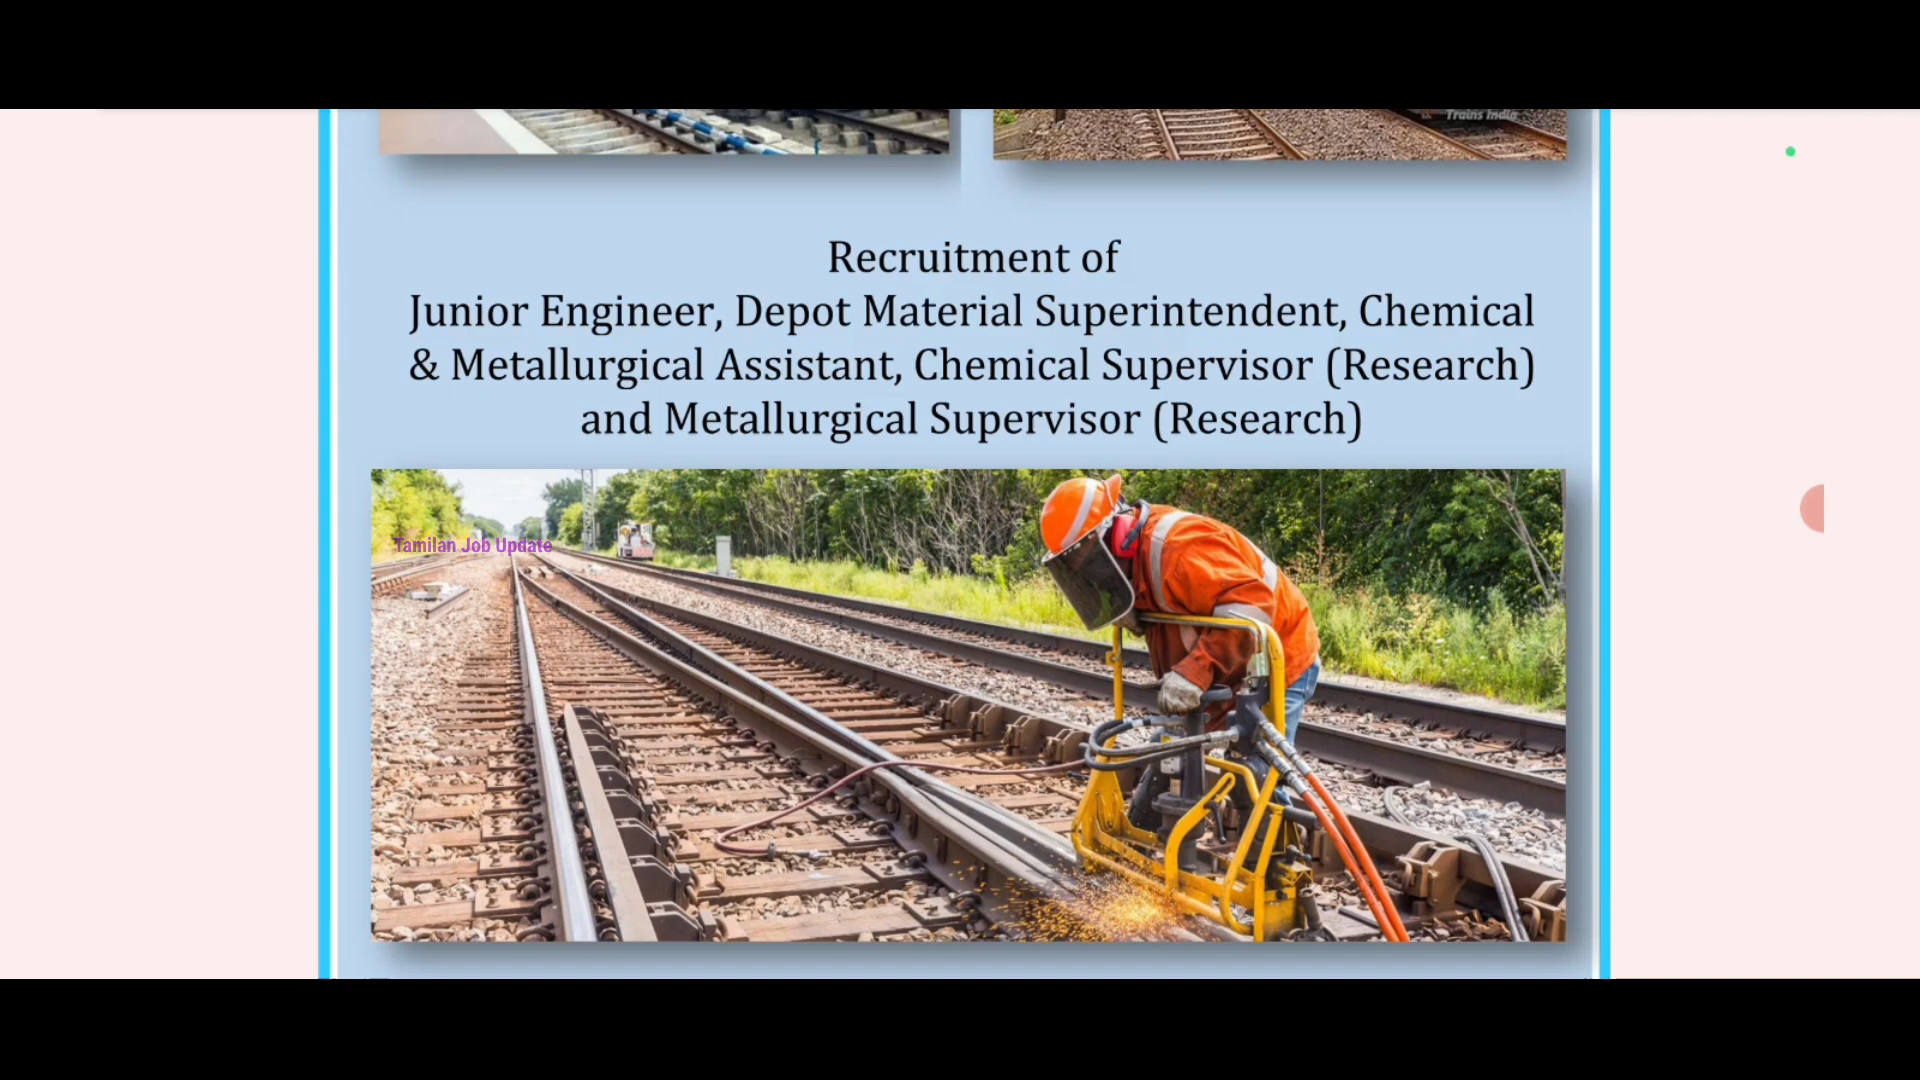 Trains India
Recruitment of
Junior Engineer, Depot Material Superintendent, Chemical
& Metallurgical Assistant, Chemical Supervisor (Research)
and Metallurgical Supervisor (Research)
Tamilan Job Update